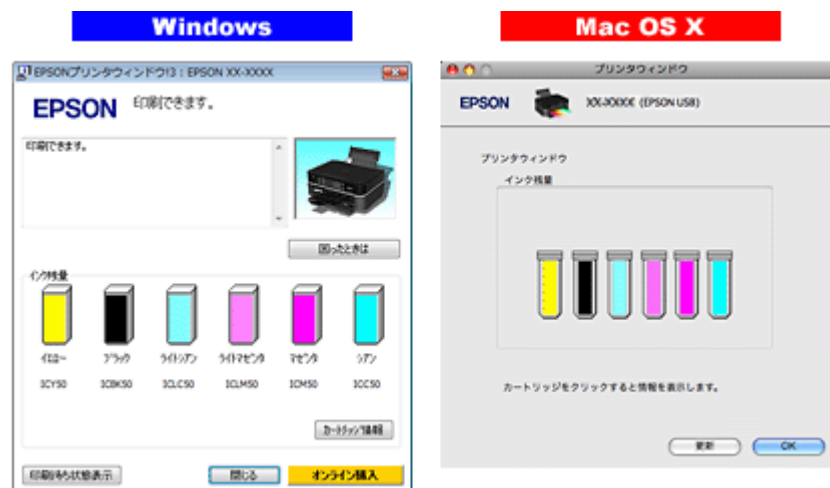 Windows
EPSONプリンタウィンドウ!3 : EPSON XX-XXXX
EPSON
印刷できます。
印刷できます。
困ったときは
インク残量
イエロー
ブラック
ライトシアン
ライトマゼンタ
マゼンタ
シアン
ICY50
ICBK50
ICLC50
ICLM50
ICM50
ICC50
カートリッジ情報
印刷待ち状態表示
閉じる
オンライン購入
Mac OS X
プリンタウィンドウ
EPSON
XX-XXXXX (EPSON USB)
プリンタウィンドウ
インク残量
カートリッジをクリックすると情報を表示します。
更新
OK